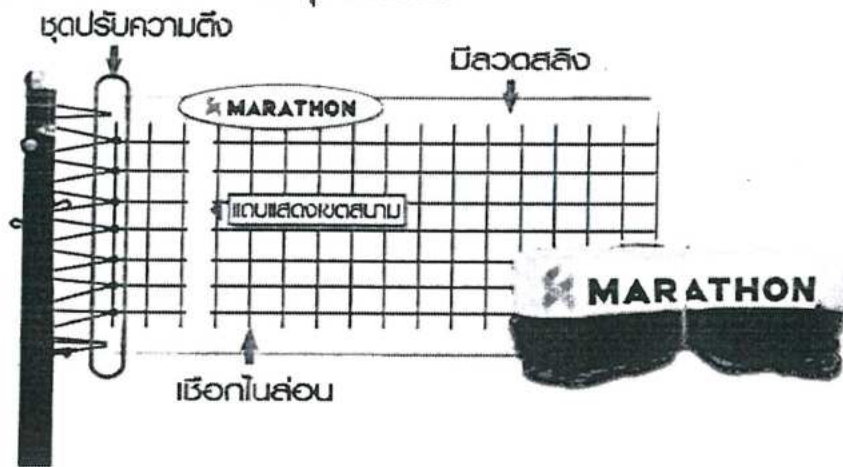 ชุดปรับความตึง
มีลวดสลิง
MARATHON
แถบแสดงเขตสนาม
MARATHON
เชือกไนล่อน